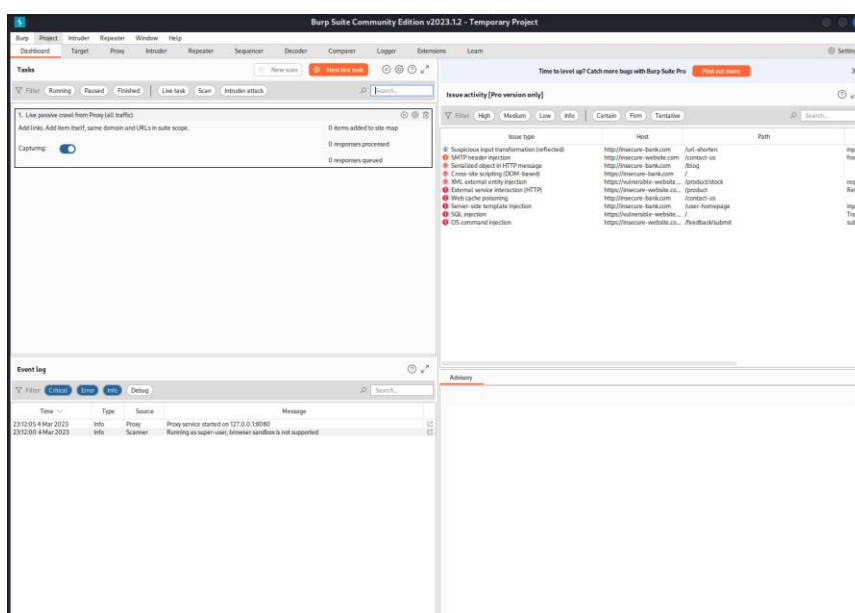 Burp Suite Community Edition v2023.1.2 - Temporary Project
Burp Project Intruder Repeater Window Help
Dashboard Target Proxy Intruder Repeater Sequencer Decoder Comparer Logger Extensions Learn
Tasks
New scan
New live task
Filter Running Paused Finished Live task Scan Intruder attack Search...
1. Live passive crawl from Proxy (all traffic)
Add links. Add item itself, same domain and URLs in suite scope.
0 items added to site map
Capturing:
0 responses processed
0 responses queued
Event log
Filter Critical Error Info Debug Search...
Time Type Source Message
23:12:05 4 Mar 2023 Info Proxy Proxy service started on 127.0.0.1:8080
23:12:00 4 Mar 2023 Info Scanner Running as super-user, browser sandbox is not supported
Time to level up? Catch more bugs with Burp Suite Pro Find out more
Issue activity [Pro version only]
Filter High Medium Low Info Certain Firm Tentative Search...
Issue type Host Path
Suspicious input transformation (reflected) http://insecure-bank.com /url-shorten
SMTP header injection http://insecure-website.com /contact-us
Serialized object in HTTP message http://insecure-bank.com /blog
Cross-site scripting (DOM-based) https://insecure-bank.com /
XML external entity injection https://vulnerable-website... /product/stock
External service interaction (HTTP) https://insecure-website.co... /product
Web cache poisoning http://insecure-bank.com /contact-us
Server-side template injection http://insecure-bank.com /user-homepage
SQL injection https://vulnerable-website... /
OS command injection https://insecure-website.co... /feedback/submit
Advisory